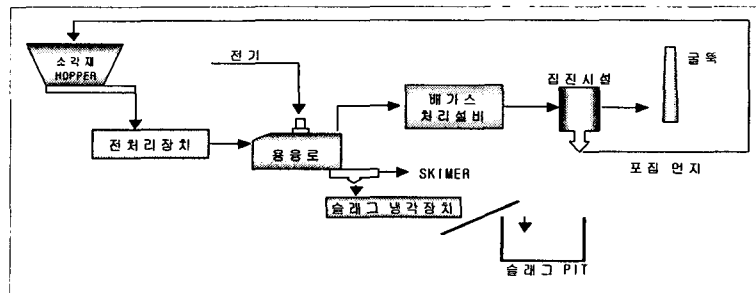 소각재
HOPPER
전기
집진시설
굴뚝
배가스
처리설비
전처리장치
용융로
SKIMER
포집 먼지
슬래그 냉각장치
슬래그 PIT